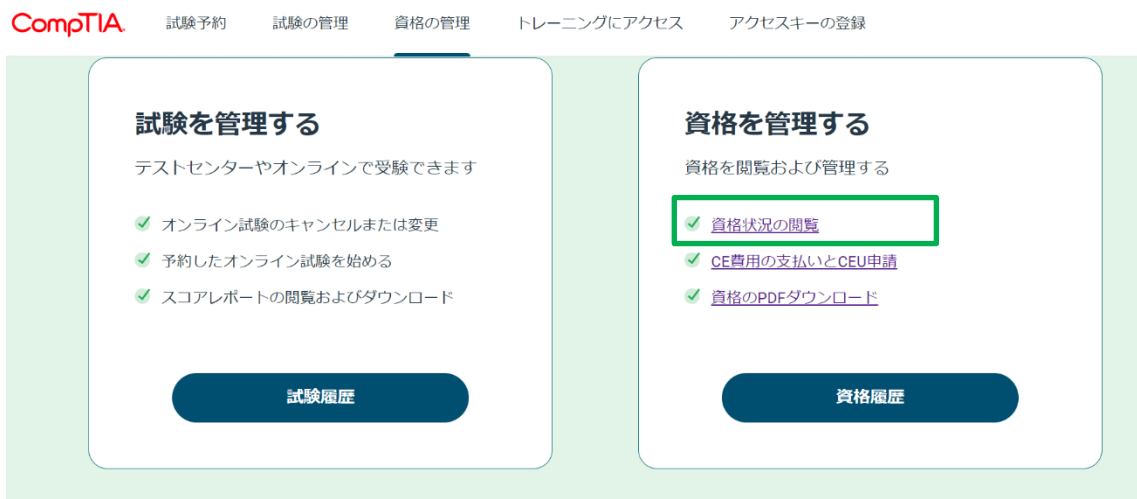 CompTIA.
試験予約 試験の管理 資格の管理 トレーニングにアクセス アクセスキーの登録
試験を管理する
テストセンターやオンラインで受験できます
オンライン試験のキャンセルまたは変更
予約したオンライン試験を始める
スコアレポートの閲覧およびダウンロード
試験履歴
資格を管理する
資格を閲覧および管理する
資格状況の閲覧
CE費用の支払いとCEU申請
資格のPDFダウンロード
資格履歴